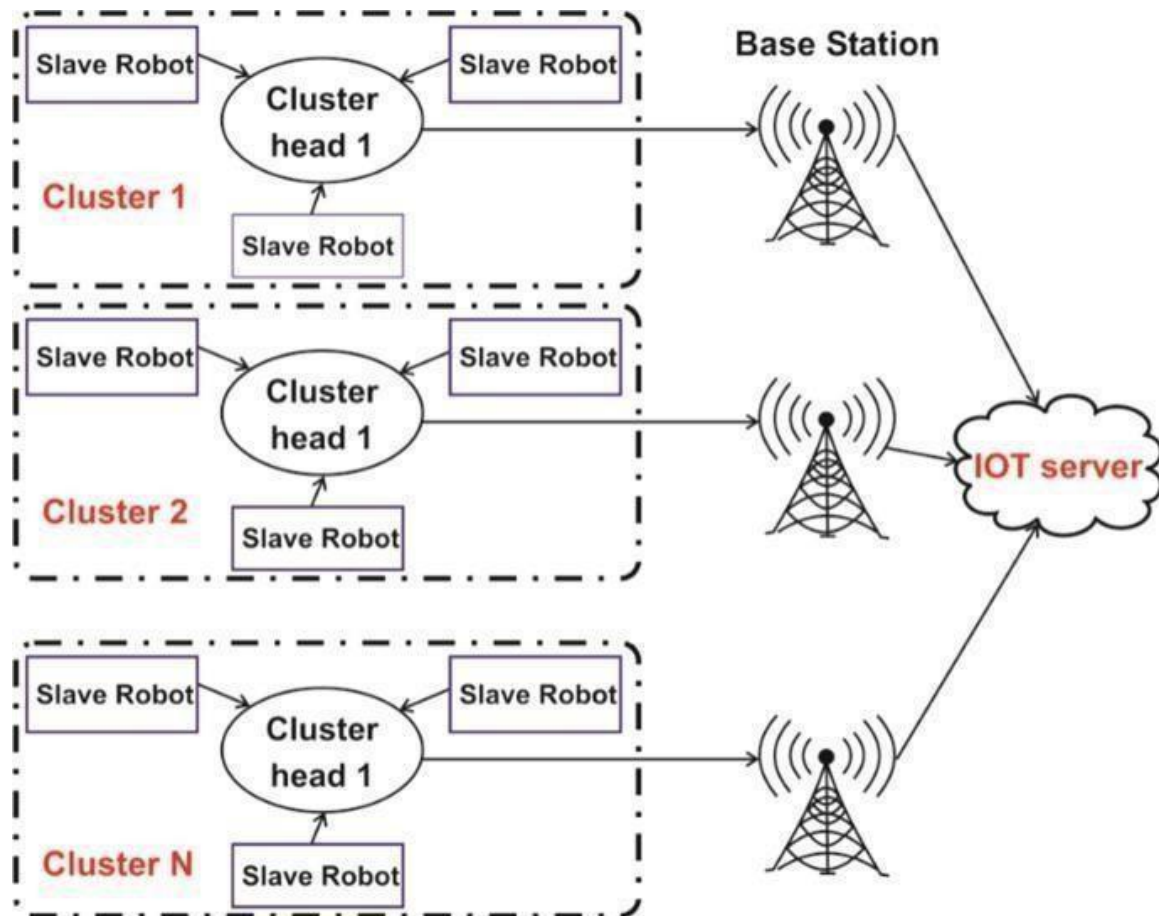 Base Station
Slave Robot
Slave Robot
Cluster
head 1
Cluster 1
Slave Robot
Slave Robot
Slave Robot
Cluster
head 1
IOT server
Cluster 2
Slave Robot
Slave Robot
Slave Robot
Cluster
head 1
Cluster N
Slave Robot